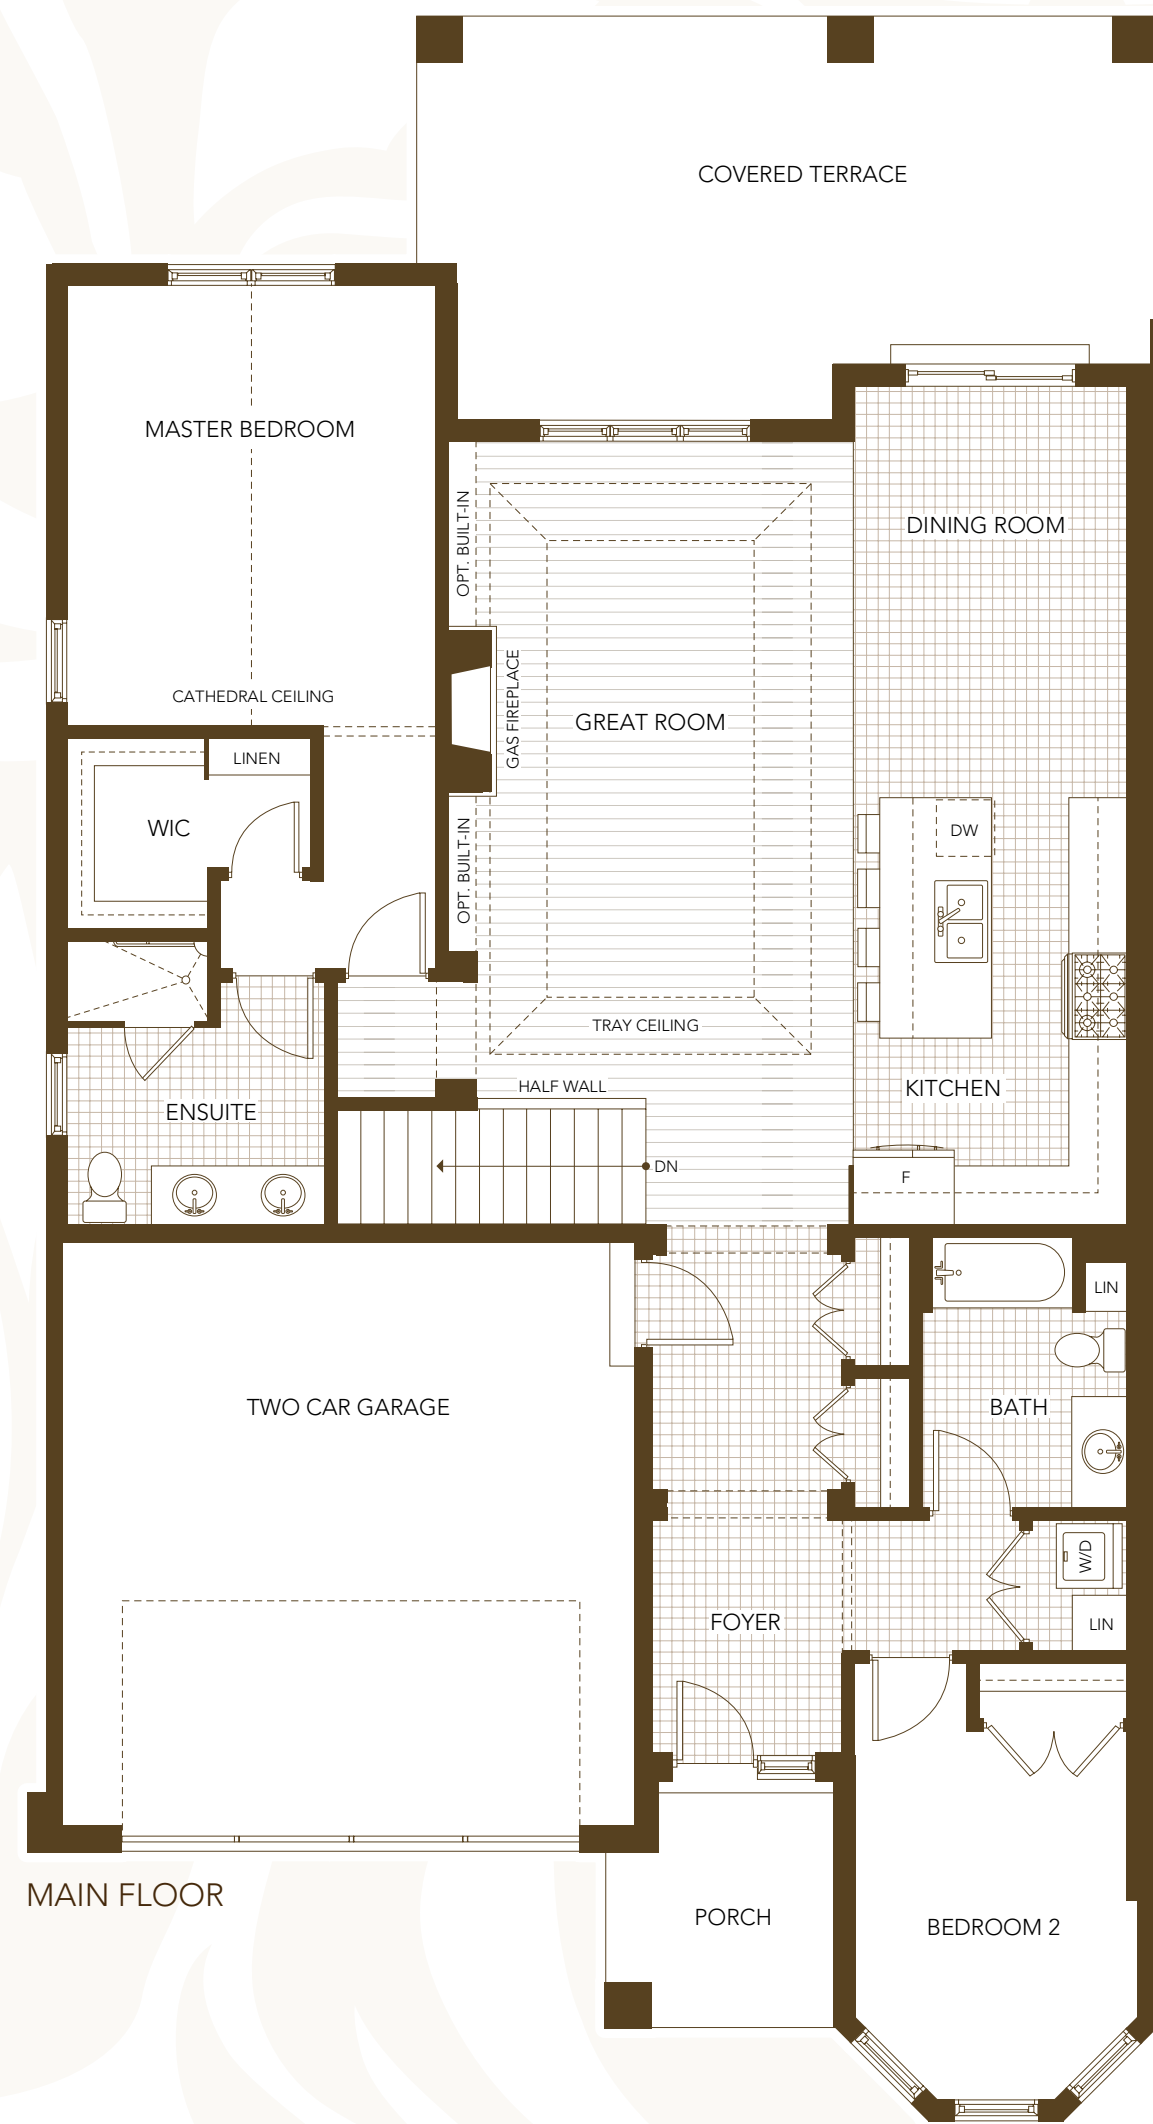 COVERED TERRACE
MASTER BEDROOM
OPT. BUILT-IN
DINING ROOM
CATHEDRAL CEILING
GAS FIREPLACE
GREAT ROOM
LINEN
WIC
OPT. BUILT-IN
DW
TRAY CEILING
HALF WALL
KITCHEN
ENSUITE
DN
F
LIN
TWO CAR GARAGE
BATH
W/D
FOYER
LIN
MAIN FLOOR
PORCH
BEDROOM 2